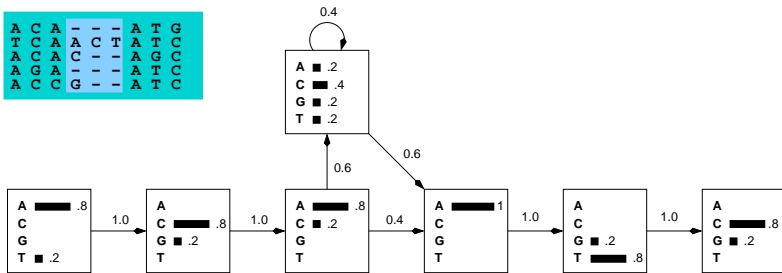 A C A - - - A T G
T C A A C T A T C
A C A C - - A G C
A G A - - - A T C
A C C G - - A T C
0.4
A .2
C .4
G .2
T .2
0.6
0.6
A .8
C
G
T .2
1.0
A
C .8
G .2
T
1.0
A .8
C .2
G
T
0.4
A 1
C
G
T
1.0
A
C
G .2
T .8
1.0
A
C .8
G .2
T